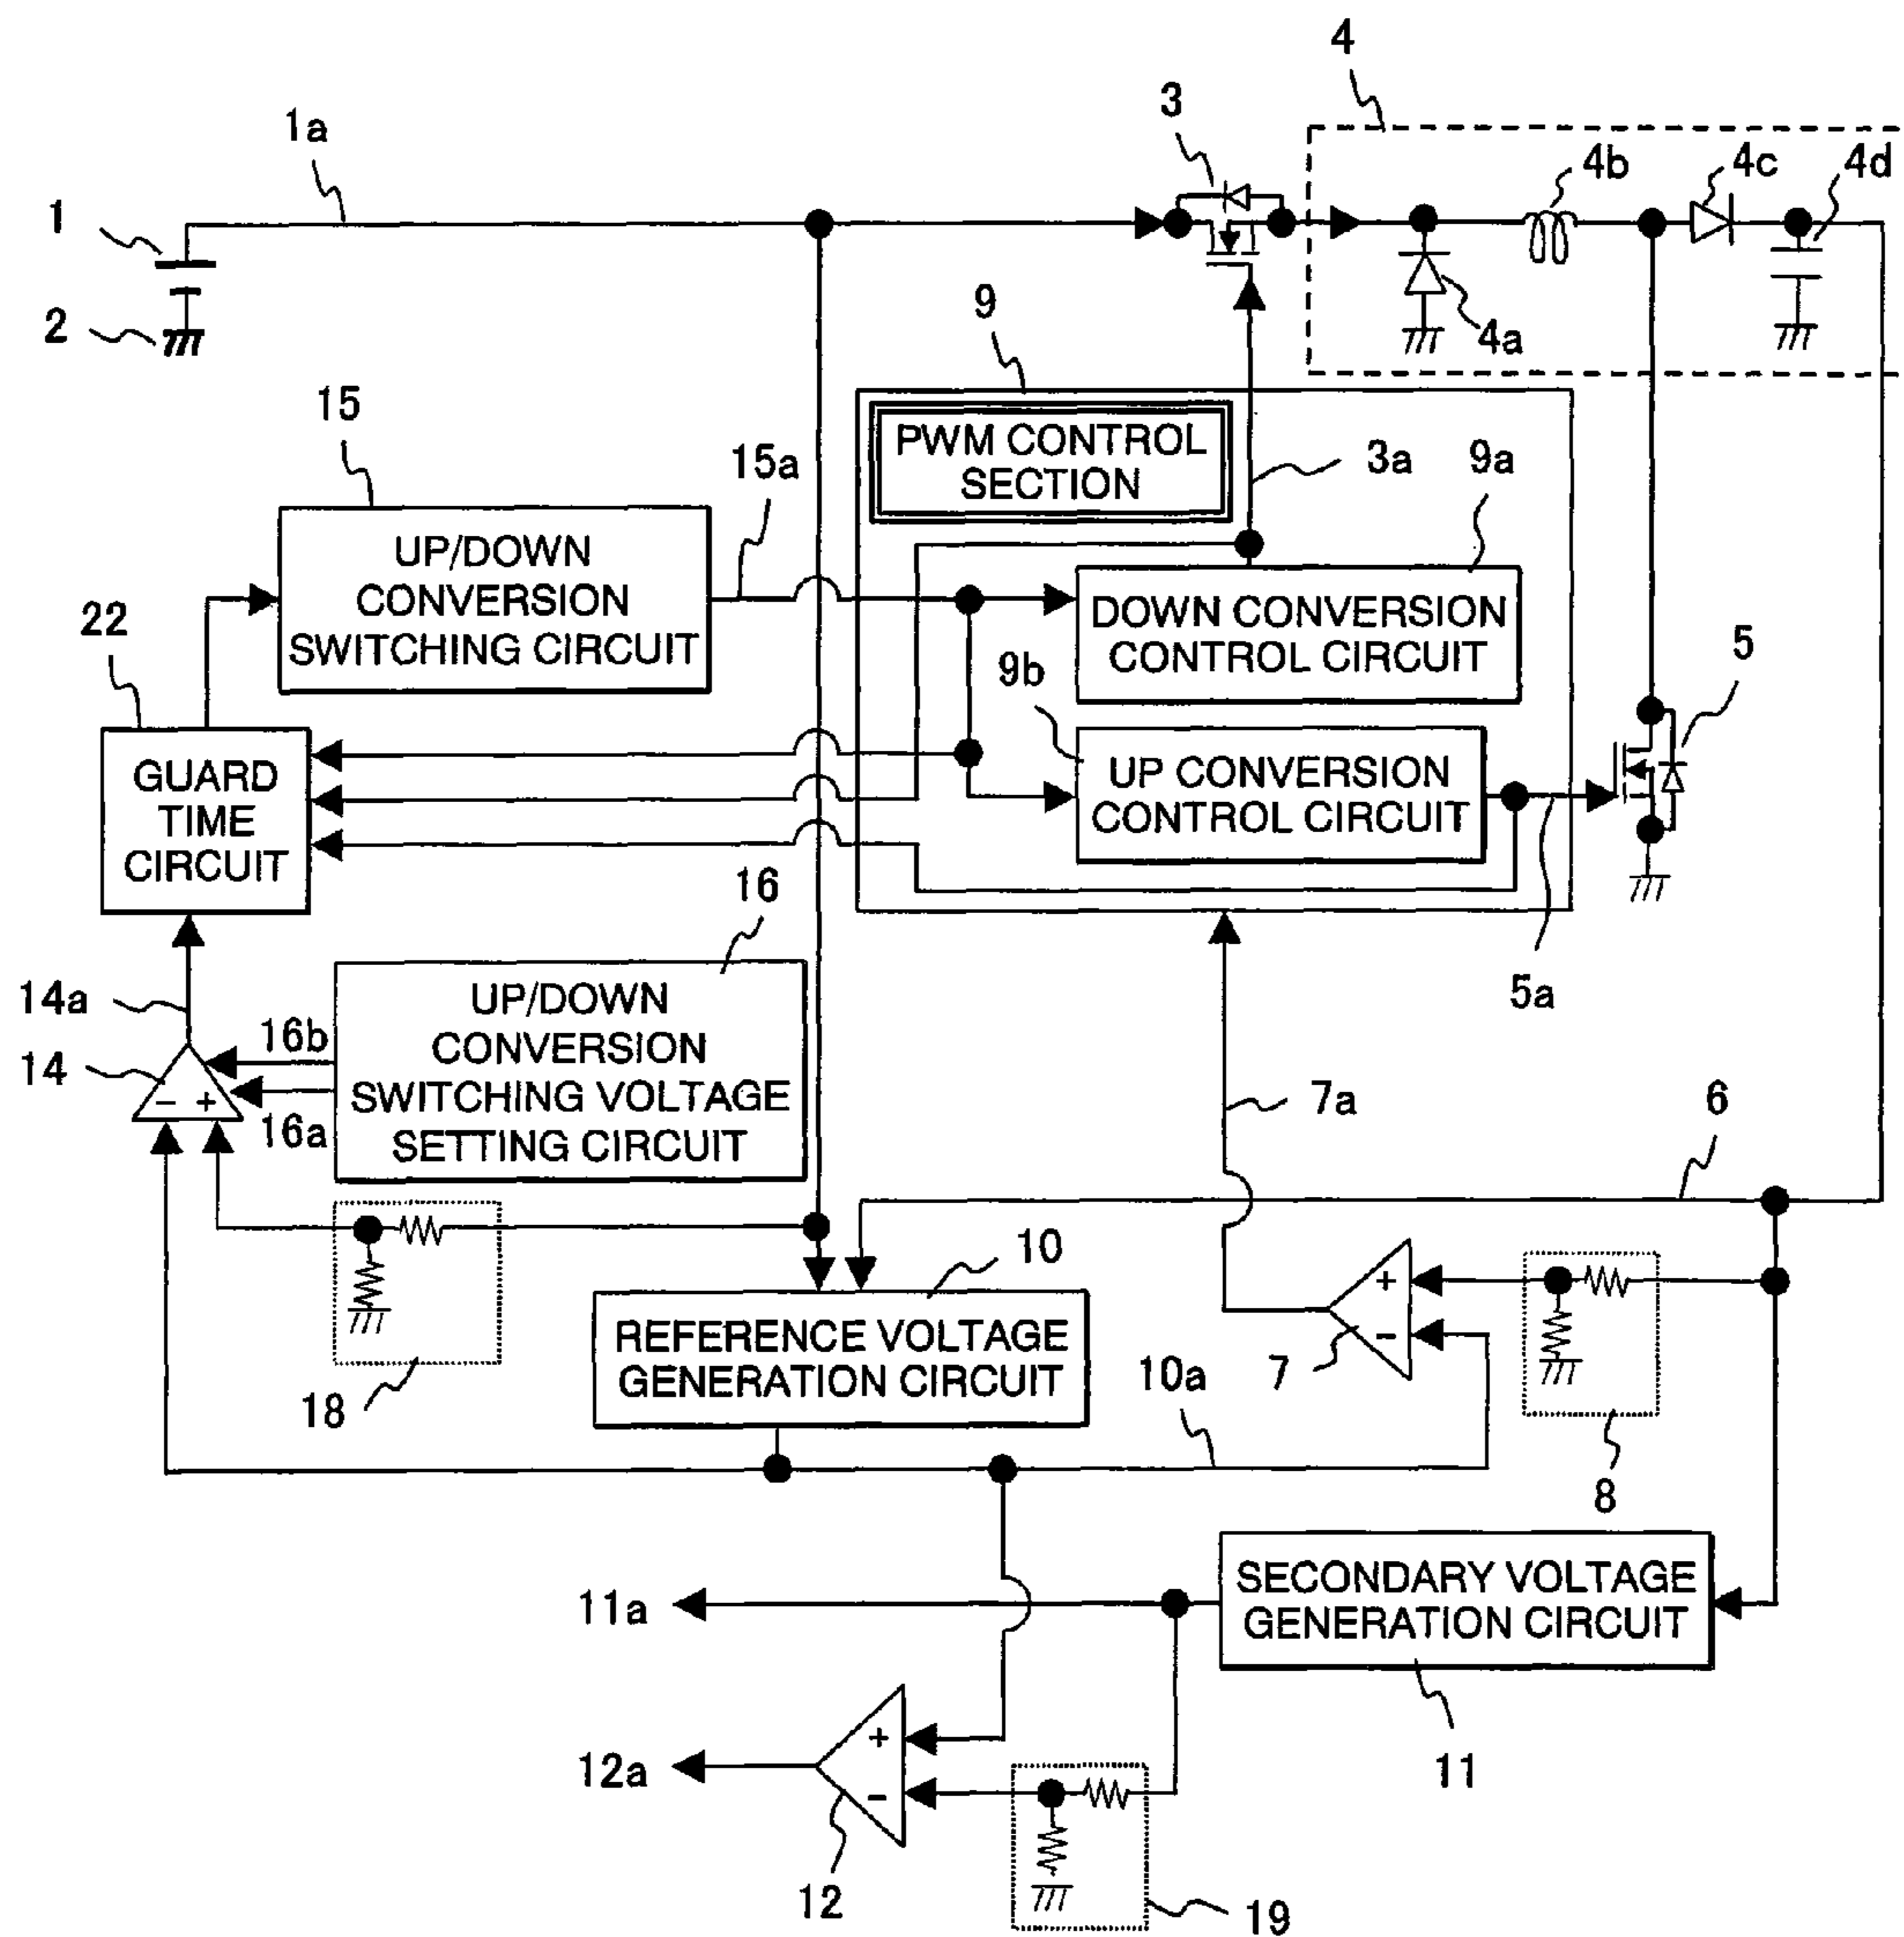 4
3
1a
4b
4c
4d
1
2
4a
9
15
PWM CONTROL
SECTION
15a
3a
9a
UP/DOWN
CONVERSION
SWITCHING CIRCUIT
22
DOWN CONVERSION
CONTROL CIRCUIT
9b
5
GUARD
TIME
CIRCUIT
UP CONVERSION
CONTROL CIRCUIT
16
5a
14a
UP/DOWN
CONVERSION
SWITCHING VOLTAGE
SETTING CIRCUIT
16b
14
- +
16a
7a
6
10
REFERENCE VOLTAGE
GENERATION CIRCUIT
+
-
7
18
10a
8
SECONDARY VOLTAGE
GENERATION CIRCUIT
11a
11
+
-
12a
12
19